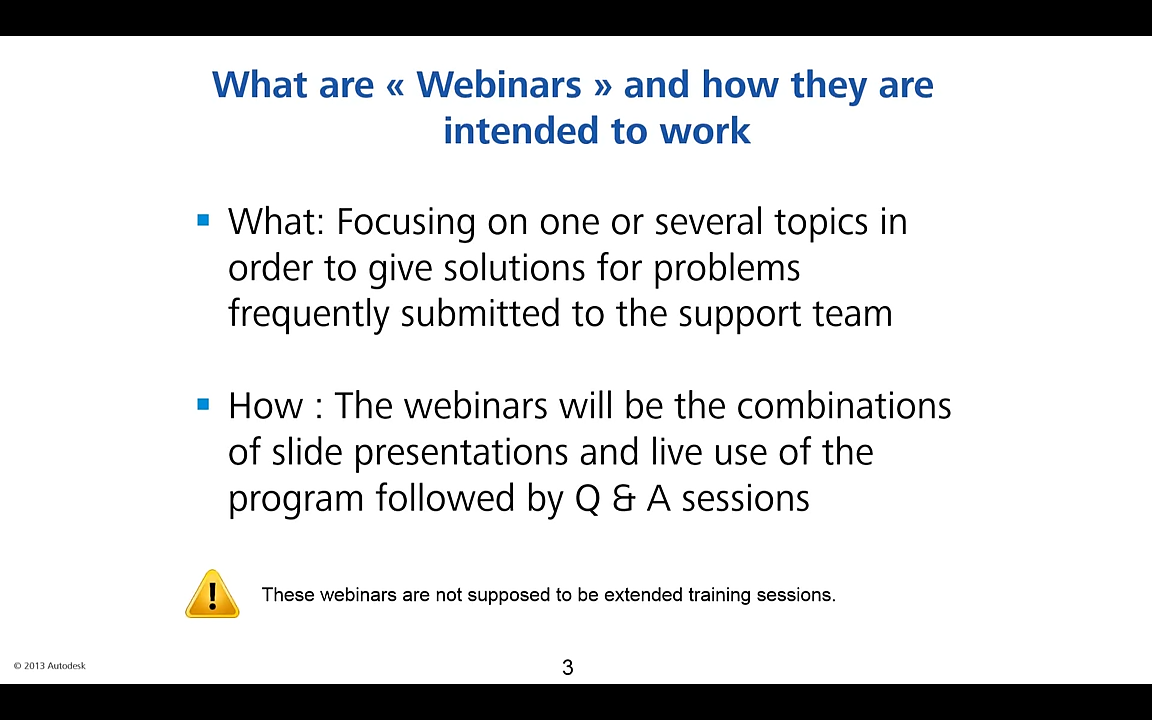 What are « Webinars » and how they are
intended to work
What: Focusing on one or several topics in
order to give solutions for problems
frequently submitted to the support team
How : The webinars will be the combinations
of slide presentations and live use of the
program followed by Q & A sessions
These webinars are not supposed to be extended training sessions.
© 2013 Autodesk
3